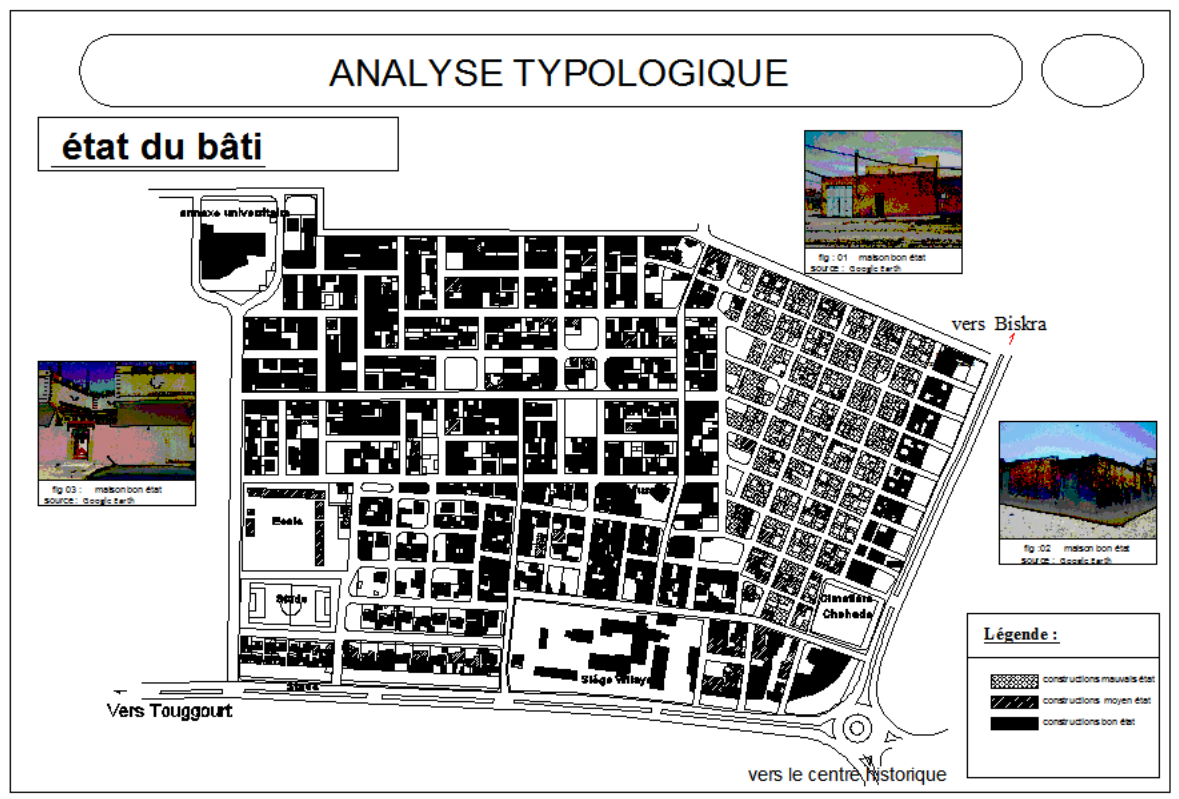 ANALYSE TYPOLOGIQUE
état du bâti
annexe universitaire
fig : 01 maison bon état
source : Google Earth
vers Biskra
fig 03 : maison bon état
source : Google Earth
fig :02 maison bon état
source : Google Earth
Ecole
Stade
Cimetière
Chohada
Siége wilaya
Stade
Vers Touggourt
vers le centre historique
Légende :
constructions mauvais état
constructions moyen état
constructions bon état